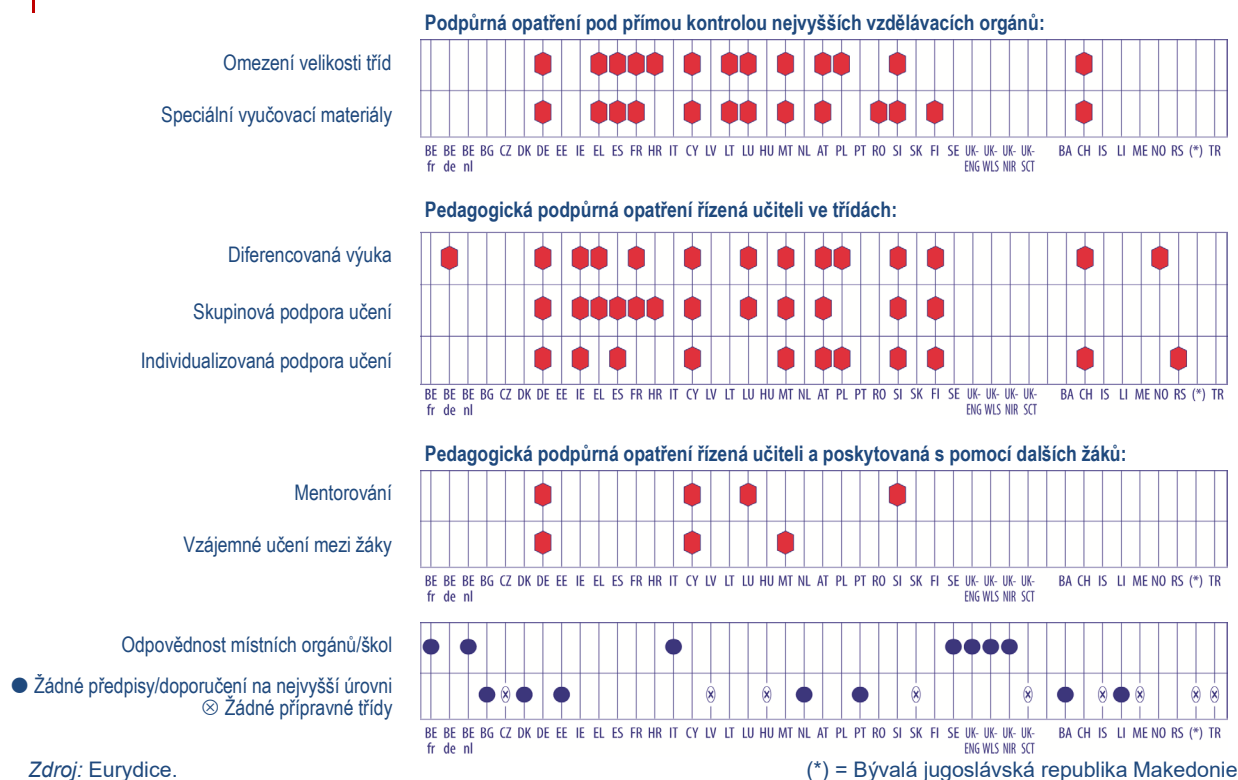 Podpůrná opatření pod přímou kontrolou nejvyšších vzdělávacích orgánů:
Omezení velikosti tříd
Speciální vyučovací materiály
BE BE BE BG CZ DK DE EE IE EL ES FR HR IT CY LV LT LU HU MT NL AT PL PT RO SI SK FI SE UK- UK- UK- UK- BA CH IS LI ME NO RS (*) TR
fr de nl ENG WLS NIR SCT
Pedagogická podpůrná opatření řízená učiteli ve třídách:
Diferencovaná výuka
Skupinová podpora učení
Individualizovaná podpora učení
BE BE BE BG CZ DK DE EE IE EL ES FR HR IT CY LV LT LU HU MT NL AT PL PT RO SI SK FI SE UK- UK- UK- UK- BA CH IS LI ME NO RS (*) TR
fr de nl ENG WLS NIR SCT
Pedagogická podpůrná opatření řízená učiteli a poskytovaná s pomocí dalších žáků:
Mentorování
Vzájemné učení mezi žáky
BE BE BE BG CZ DK DE EE IE EL ES FR HR IT CY LV LT LU HU MT NL AT PL PT RO SI SK FI SE UK- UK- UK- UK- BA CH IS LI ME NO RS (*) TR
fr de nl ENG WLS NIR SCT
Odpovědnost místních orgánů/škol
● Žádné předpisy/doporučení na nejvyšší úrovni
⊗ Žádné přípravné třídy
BE BE BE BG CZ DK DE EE IE EL ES FR HR IT CY LV LT LU HU MT NL AT PL PT RO SI SK FI SE UK- UK- UK- UK- BA CH IS LI ME NO RS (*) TR
fr de nl ENG WLS NIR SCT
Zdroj: Eurydice. (*) = Bývalá jugoslávská republika Makedonie